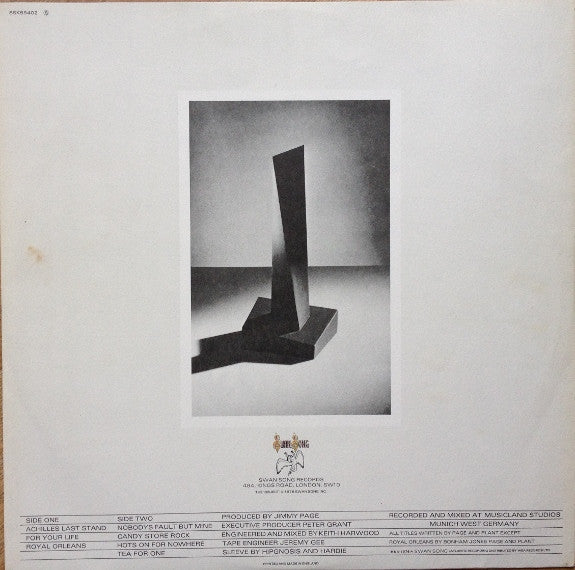 SSK59402
Swan Song
SWAN SONG RECORDS
484, KINGS ROAD, LONDON, SW10
SIDE ONE
ACHILLES LAST STAND
FOR YOUR LIFE
ROYAL ORLEANS
SIDE TWO
NOBODYS FAULT BUT MINE
CANDY STORE ROCK
HOTS ON FOR NOWHERE
TEA FOR ONE
PRODUCED BY JIMMY PAGE
EXECUTIVE PRODUCER PETER GRANT
ENGINEERED AND MIXED BY KEITH HARWOOD
TAPE ENGINEER JEREMY GEE
SLEEVE BY HIPGNOSIS AND HARDIE
RECORDED AND MIXED AT MUSICLAND STUDIOS
MUNICH WEST GERMANY
ALL TITLES WRITTEN BY PAGE AND PLANT EXCEPT
ROYAL ORLEANS BY BONHAM JONES PAGE AND PLANT